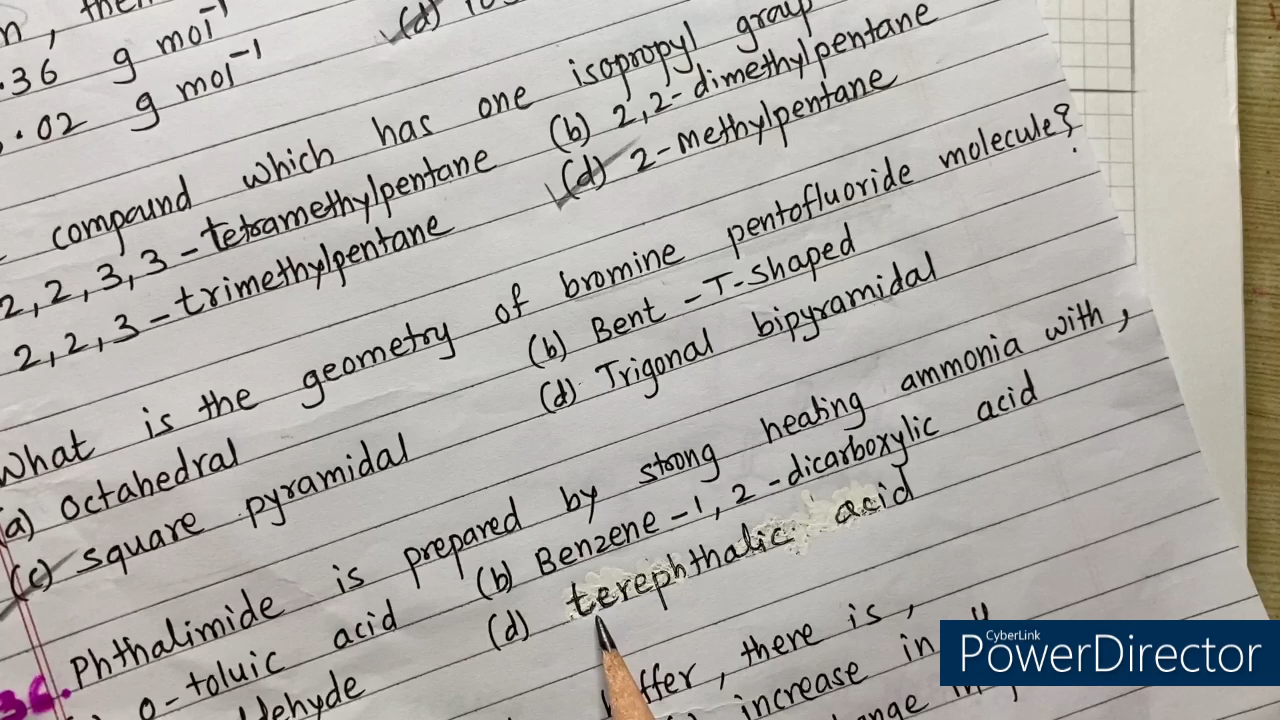 g mol⁻¹
(d)
.02 g mol⁻¹
compound which has one isopropyl group
2,2,3,3-tetramethylpentane (b) 2,2-dimethylpentane
2,2,3-trimethylpentane (d) 2-methylpentane
What is the geometry of bromine pentofluoride molecule?
(a) octahedral (b) Bent -T-shaped
(c) square pyramidal (d) Trigonal bipyramidal
36. Phthalimide is prepared by strong heating ammonia with,
o-toluic acid (b) Benzene-1,2-dicarboxylic acid
(d) terephthalic acid
there is,
increase in
CyberLink
PowerDirector